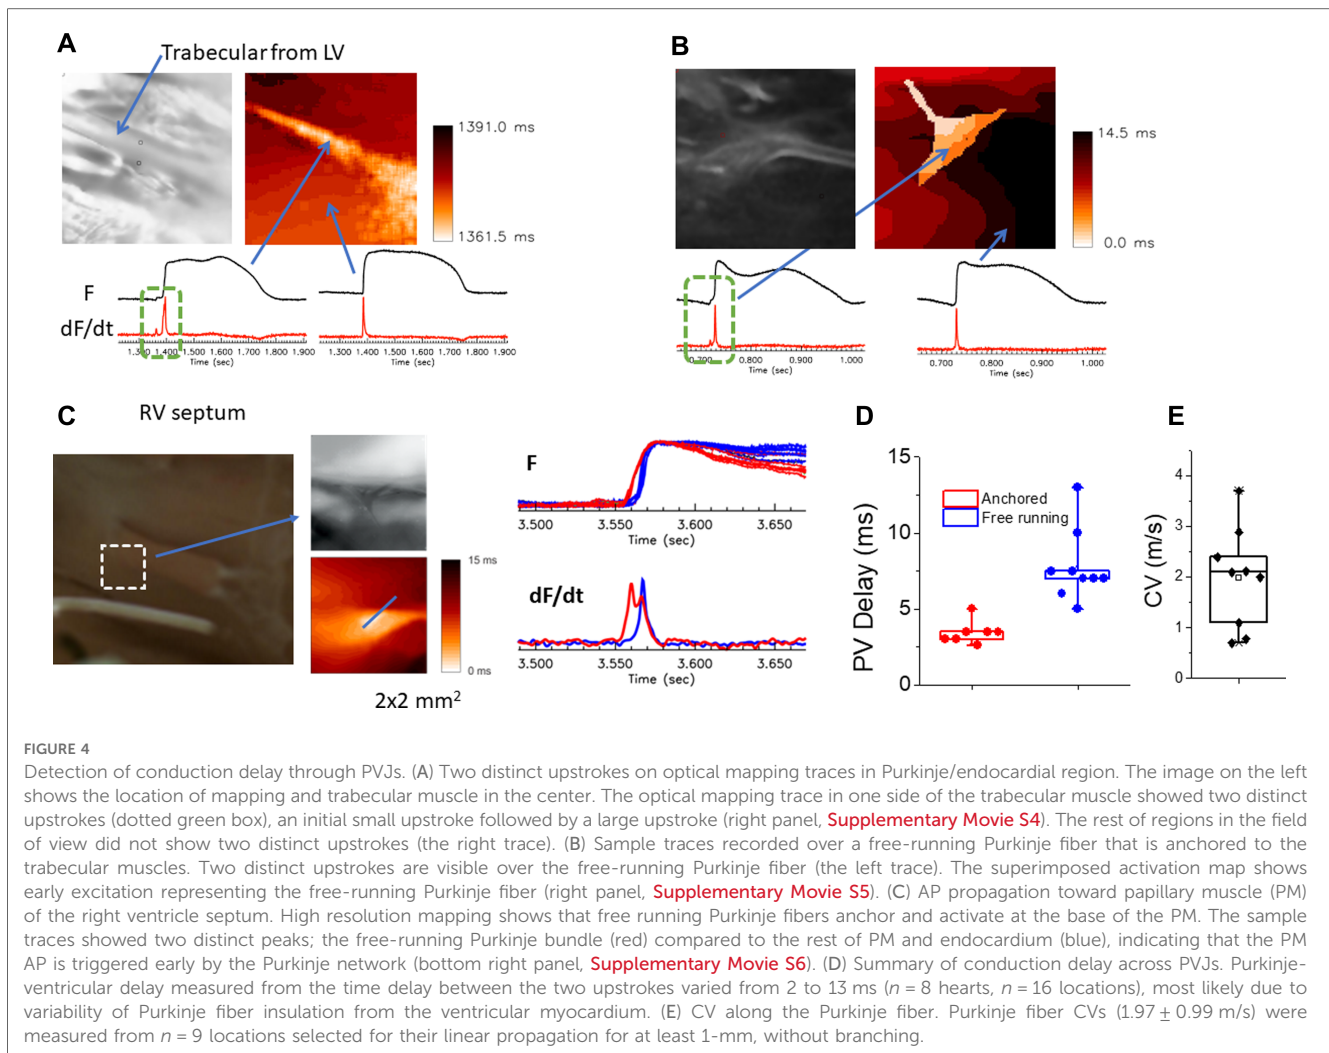 A
Trabecular from LV
1391.0 ms
1361.5 ms
F
dF/dt
1,300 1.400 1.500 1.600 1.700 1.800 1.900
Time (sec)
1.300 1.400 1.500 1.600 1.700 1.800 1.900
Time (sec)
B
14.5 ms
0.0 ms
0.700 0.800 0.900 1.000
Time (sec)
0.700 0.800 0.900 1.000
Time (sec)
C
RV septum
15 ms
0 ms
2x2 mm²
F
3.500 3.550 3.600 3.650
Time (sec)
dF/dt
3.500 3.550 3.600 3.650
Time (sec)
D
PV Delay (ms)
15
10
5
0
Anchored
Free running
E
CV (m/s)
4
3
2
1
0
FIGURE 4
Detection of conduction delay through PVJs. (A) Two distinct upstrokes on optical mapping traces in Purkinje/endocardial region. The image on the left
shows the location of mapping and trabecular muscle in the center. The optical mapping trace in one side of the trabecular muscle showed two distinct
upstrokes (dotted green box), an initial small upstroke followed by a large upstroke (right panel, Supplementary Movie S4). The rest of regions in the field
of view did not show two distinct upstrokes (the right trace). (B) Sample traces recorded over a free-running Purkinje fiber that is anchored to the
trabecular muscles. Two distinct upstrokes are visible over the free-running Purkinje fiber (the left trace). The superimposed activation map shows
early excitation representing the free-running Purkinje fiber (right panel, Supplementary Movie S5). (C) AP propagation toward papillary muscle (PM)
of the right ventricle septum. High resolution mapping shows that free running Purkinje fibers anchor and activate at the base of the PM. The sample
traces showed two distinct peaks; the free-running Purkinje bundle (red) compared to the rest of PM and endocardium (blue), indicating that the PM
AP is triggered early by the Purkinje network (bottom right panel, Supplementary Movie S6). (D) Summary of conduction delay across PVJs. Purkinje-
ventricular delay measured from the time delay between the two upstrokes varied from 2 to 13 ms (n = 8 hearts, n = 16 locations), most likely due to
variability of Purkinje fiber insulation from the ventricular myocardium. (E) CV along the Purkinje fiber. Purkinje fiber CVs (1.97 ± 0.99 m/s) were
measured from n = 9 locations selected for their linear propagation for at least 1-mm, without branching.